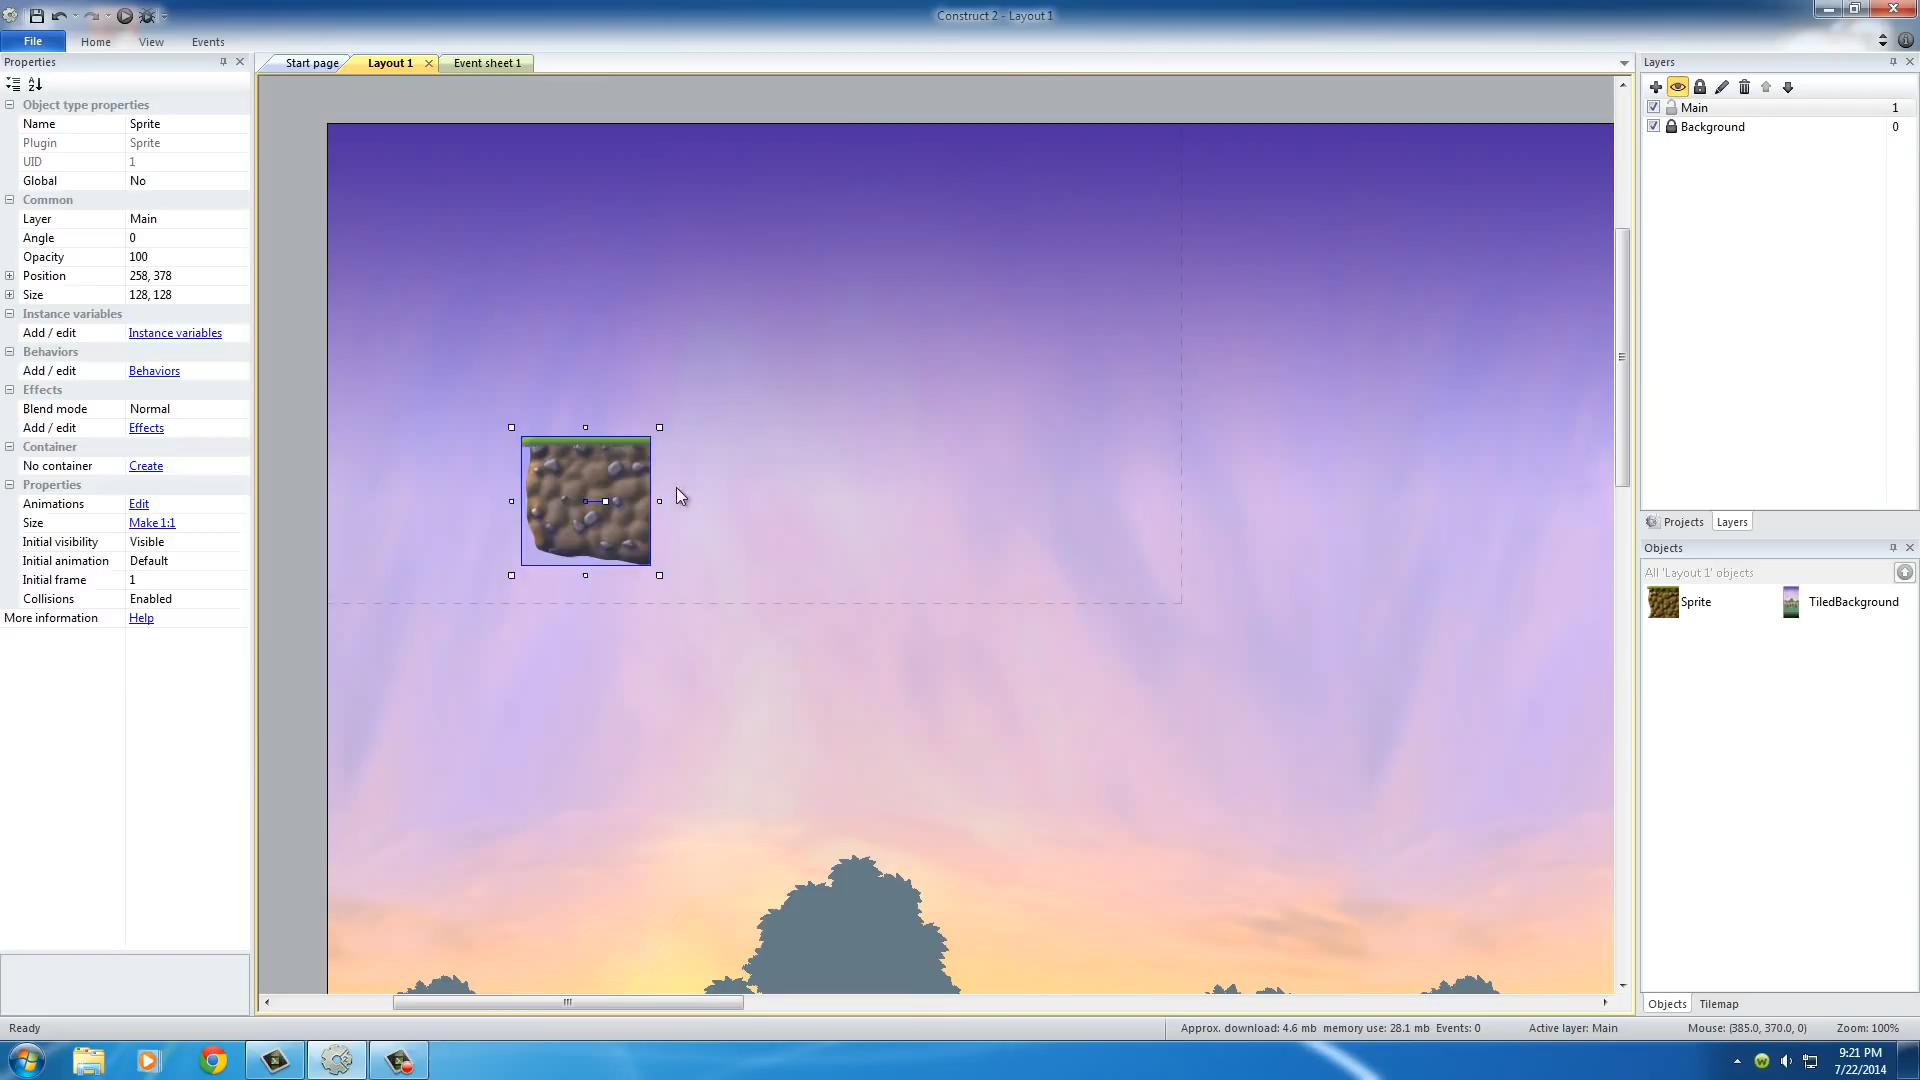 Construct 2 - Layout 1
File
Home
View
Events
Properties
Object type properties
Name Sprite
Plugin Sprite
UID 1
Global No
Common
Layer Main
Angle 0
Opacity 100
Position 258, 378
Size 128, 128
Instance variables
Add / edit Instance variables
Behaviors
Add / edit Behaviors
Effects
Blend mode Normal
Add / edit Effects
Container
No container Create
Properties
Animations Edit
Size Make 1:1
Initial visibility Visible
Initial animation Default
Initial frame 1
Collisions Enabled
More information Help
Start page
Layout 1
Event sheet 1
Layers
Main 1
Background 0
Projects
Layers
Objects
All 'Layout 1' objects
Sprite
TiledBackground
Objects
Tilemap
Ready
Approx. download: 4.6 mb memory use: 28.1 mb Events: 0
Active layer: Main
Mouse: (385.0, 370.0, 0)
Zoom: 100%
9:21 PM
7/22/2014